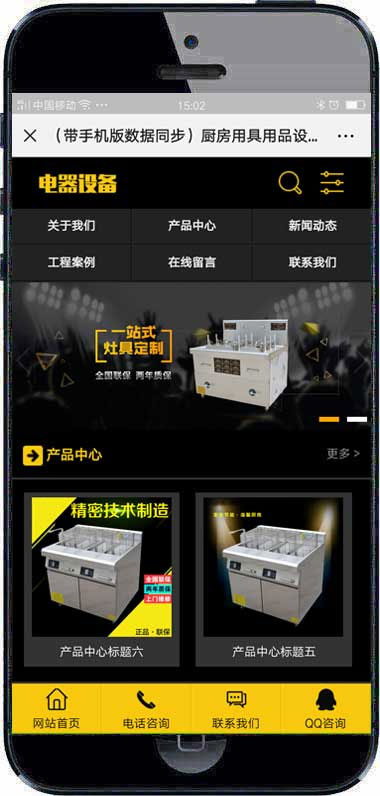 中国移动
15:02
（带手机版数据同步）厨房用具用品设...
电器设备
关于我们
产品中心
新闻动态
工程案例
在线留言
联系我们
一站式
灶具定制
全国联保 两年质保
产品中心
更多 >
精密技术制造
全国联保
两年质保
上门维修
正品·联保
产品中心标题六
产品中心标题五
网站首页
电话咨询
联系我们
QQ咨询